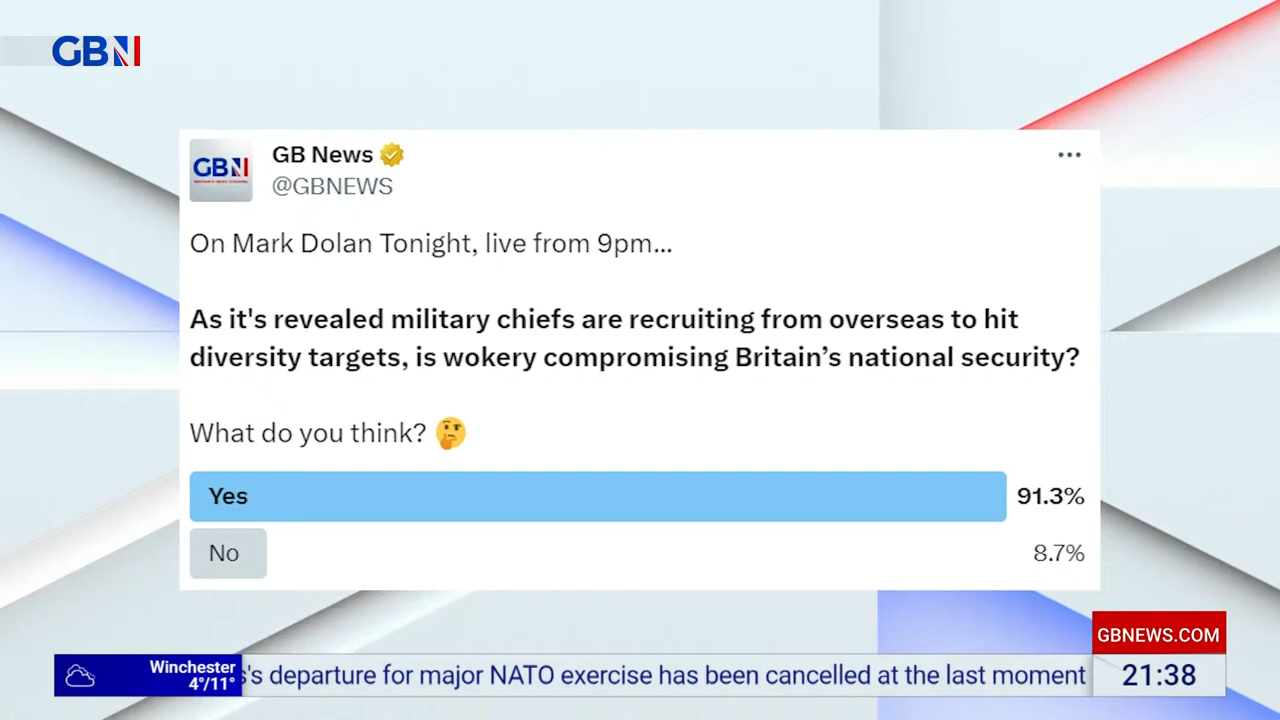 GBN
GBN
GB News
@GBNEWS
On Mark Dolan Tonight, live from 9pm...
As it's revealed military chiefs are recruiting from overseas to hit
diversity targets, is wokery compromising Britain’s national security?
What do you think? 🤔
Yes 91.3%
No 8.7%
GBNEWS.COM
Winchester
4°/11°
's departure for major NATO exercise has been cancelled at the last moment
21:38